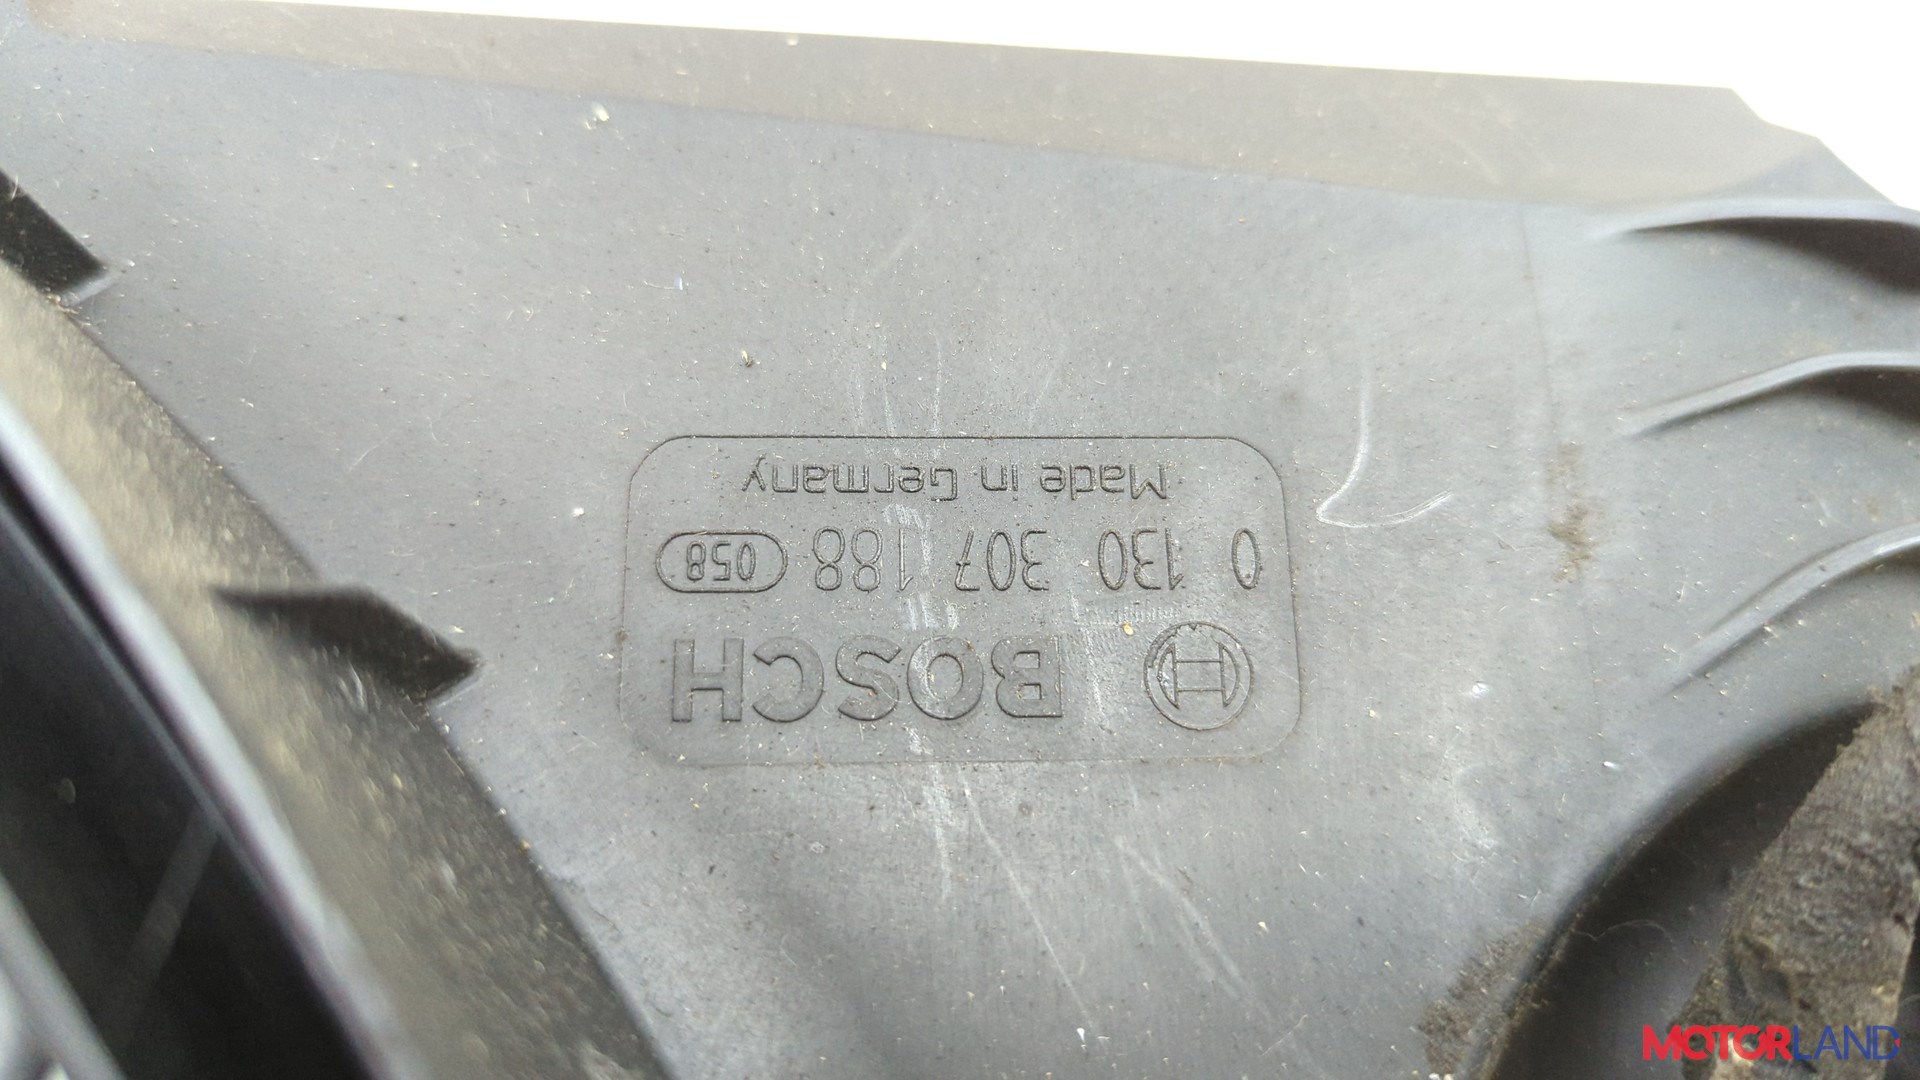 BOSCH
0 130 307 188 058
Made in Germany
MOTORLAND